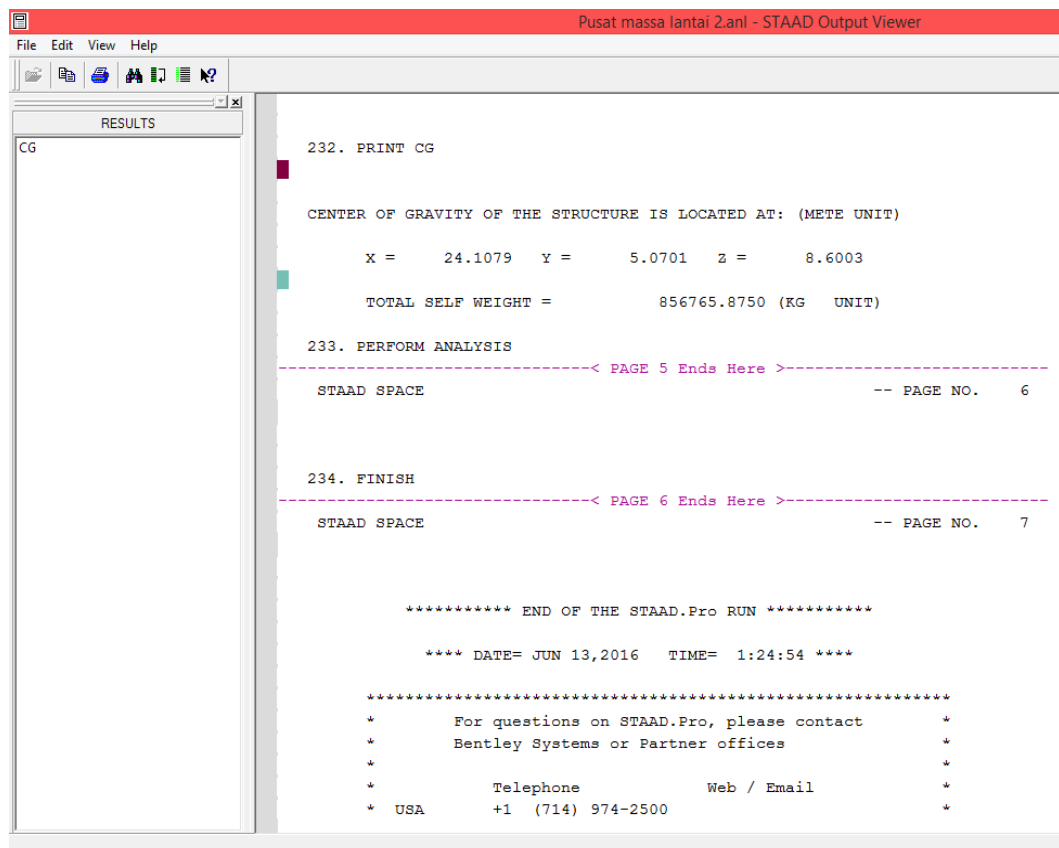 Pusat massa lantai 2.anl - STAAD Output Viewer
File Edit View Help
RESULTS
CG
232. PRINT CG
CENTER OF GRAVITY OF THE STRUCTURE IS LOCATED AT: (METE UNIT)
X = 24.1079 Y = 5.0701 Z = 8.6003
TOTAL SELF WEIGHT = 856765.8750 (KG UNIT)
233. PERFORM ANALYSIS
--------------------------------< PAGE 5 Ends Here >---------------------------
STAAD SPACE -- PAGE NO. 6
234. FINISH
--------------------------------< PAGE 6 Ends Here >---------------------------
STAAD SPACE -- PAGE NO. 7
*********** END OF THE STAAD.Pro RUN ***********
**** DATE= JUN 13,2016 TIME= 1:24:54 ****
************************************************************
* For questions on STAAD.Pro, please contact *
* Bentley Systems or Partner offices *
* *
* Telephone Web / Email *
* USA +1 (714) 974-2500 *